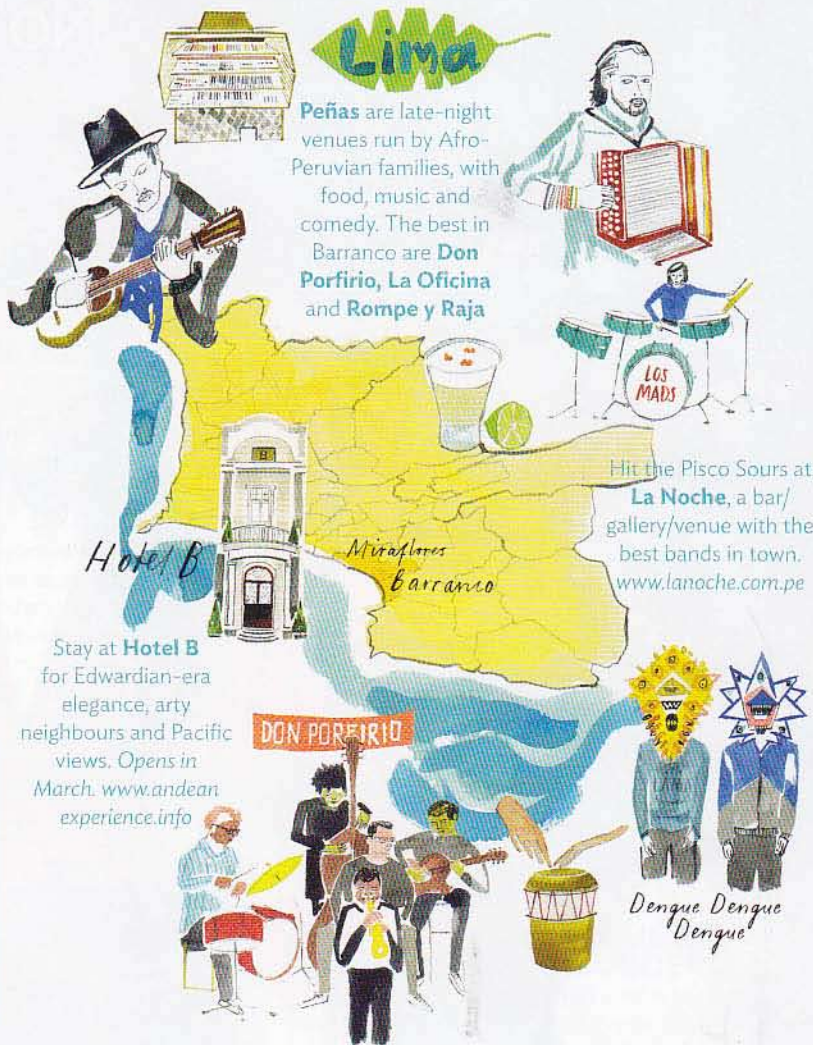 Lima
Peñas are late-night
venues run by Afro-
Peruvian families, with
food, music and
comedy. The best in
Barranco are Don
Porfirio, La Oficina
and Rompe y Raja
LOS
MADS
Hit the Pisco Sours at
La Noche, a bar/
gallery/venue with the
best bands in town.
www.lanoche.com.pe
B
Hotel B
Miraflores
Barranco
Stay at Hotel B
for Edwardian-era
elegance, arty
neighbours and Pacific
views. Opens in
March. www.andean
experience.info
DON PORFIRIO
Dengue Dengue
Dengue